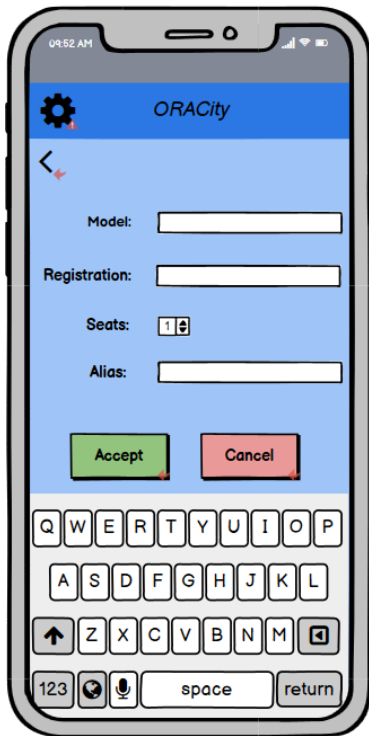 09:52 AM
ORACity
Model:
Registration:
Seats: 1
Alias:
Accept Cancel
Q W E R T Y U I O P
A S D F G H J K L
Z X C V B N M
123 space return